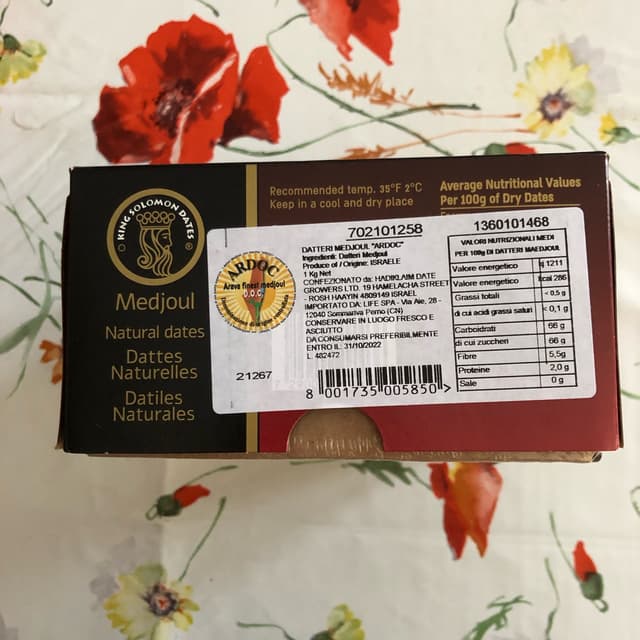 KING SOLOMON DATES
®
Medjoul
Natural dates
Dattes
Naturelles
Datiles
Naturales
Recommended temp. 35°F 2°C
Keep in a cool and dry place
Average Nutritional Values
Per 100g of Dry Dates
ARDOC
Arava finest medjoul
D.O.C.
21267
702101258
DATTERI MEDJOUL "ARDOC"
Ingredienti: Datteri Medjoul
Produce of / Origine: ISRAELE
1 Kg Net
CONFEZIONATO da: HADIKLAIM DATE
GROWERS LTD. 19 HAMELACHA STREET
- ROSH HAAYIN 4809149 ISRAEL
IMPORTATO DA: LIFE SPA - Via Ale, 28 -
12040 Sommariva Perno (CN)
CONSERVARE IN LUOGO FRESCO E
ASCIUTTO
DA CONSUMARSI PREFERIBILMENTE
ENTRO IL: 31/10/2022
L. 482472
8 001735 005850 >
1360101468
VALORI NUTRIZIONALI MEDI
PER 100g DI DATTERI MAEDJOUL
Valore energetico 1211
Valore energetico kcal 286
Grassi totali < 0,5 g
di cui acidi grassi saturi < 0,1 g
Carboidrati 66 g
di cui zuccheri 66 g
Fibre 5,5g
Proteine 2,0 g
Sale 0 g